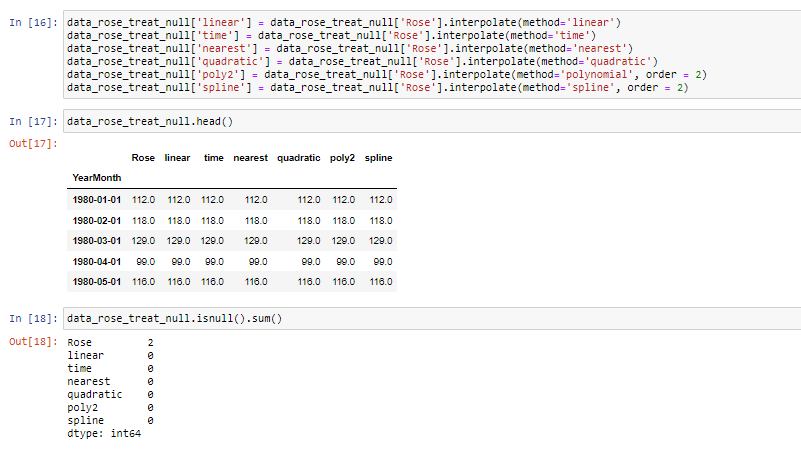 In [16]: data_rose_treat_null['linear'] = data_rose_treat_null['Rose'].interpolate(method='linear')
data_rose_treat_null['time'] = data_rose_treat_null['Rose'].interpolate(method='time')
data_rose_treat_null['nearest'] = data_rose_treat_null['Rose'].interpolate(method='nearest')
data_rose_treat_null['quadratic'] = data_rose_treat_null['Rose'].interpolate(method='quadratic')
data_rose_treat_null['poly2'] = data_rose_treat_null['Rose'].interpolate(method='polynomial', order = 2)
data_rose_treat_null['spline'] = data_rose_treat_null['Rose'].interpolate(method='spline', order = 2)
In [17]: data_rose_treat_null.head()
Out[17]:
Rose linear time nearest quadratic poly2 spline
YearMonth
1980-01-01 112.0 112.0 112.0 112.0 112.0 112.0 112.0
1980-02-01 118.0 118.0 118.0 118.0 118.0 118.0 118.0
1980-03-01 129.0 129.0 129.0 129.0 129.0 129.0 129.0
1980-04-01 99.0 99.0 99.0 99.0 99.0 99.0 99.0
1980-05-01 116.0 116.0 116.0 116.0 116.0 116.0 116.0
In [18]: data_rose_treat_null.isnull().sum()
Out[18]: Rose 2
linear 0
time 0
nearest 0
quadratic 0
poly2 0
spline 0
dtype: int64